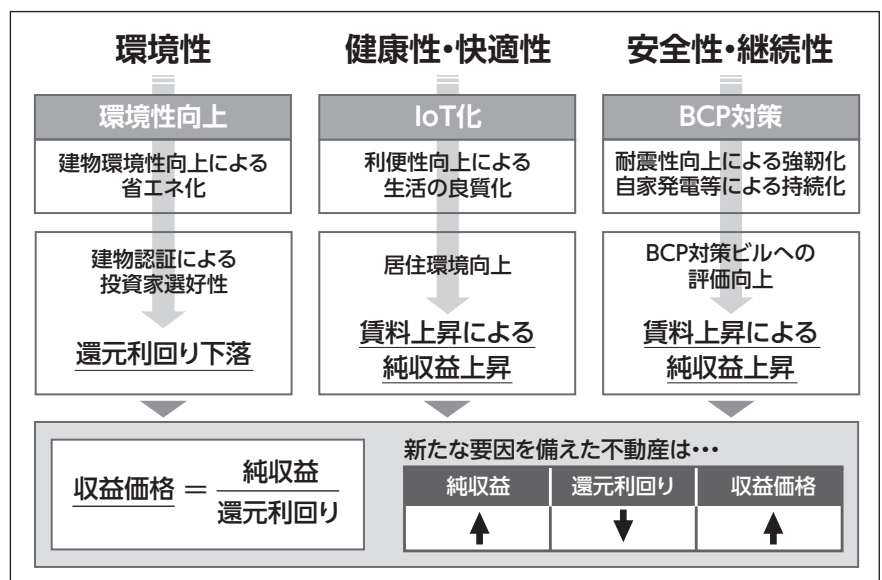 環境性
環境性向上
建物環境性向上による
省エネ化
建物認証による
投資家選好性
還元利回り下落
健康性・快適性
IoT化
利便性向上による
生活の良質化
居住環境向上
賃料上昇による
純収益上昇
安全性・継続性
BCP対策
耐震性向上による強靭化
自家発電等による持続化
BCP対策ビルへの
評価向上
賃料上昇による
純収益上昇
収益価格 = 純収益
還元利回り
新たな要因を備えた不動産は・・・
純収益 還元利回り 収益価格